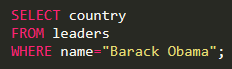 SELECT country
FROM leaders
WHERE name="Barack Obama";